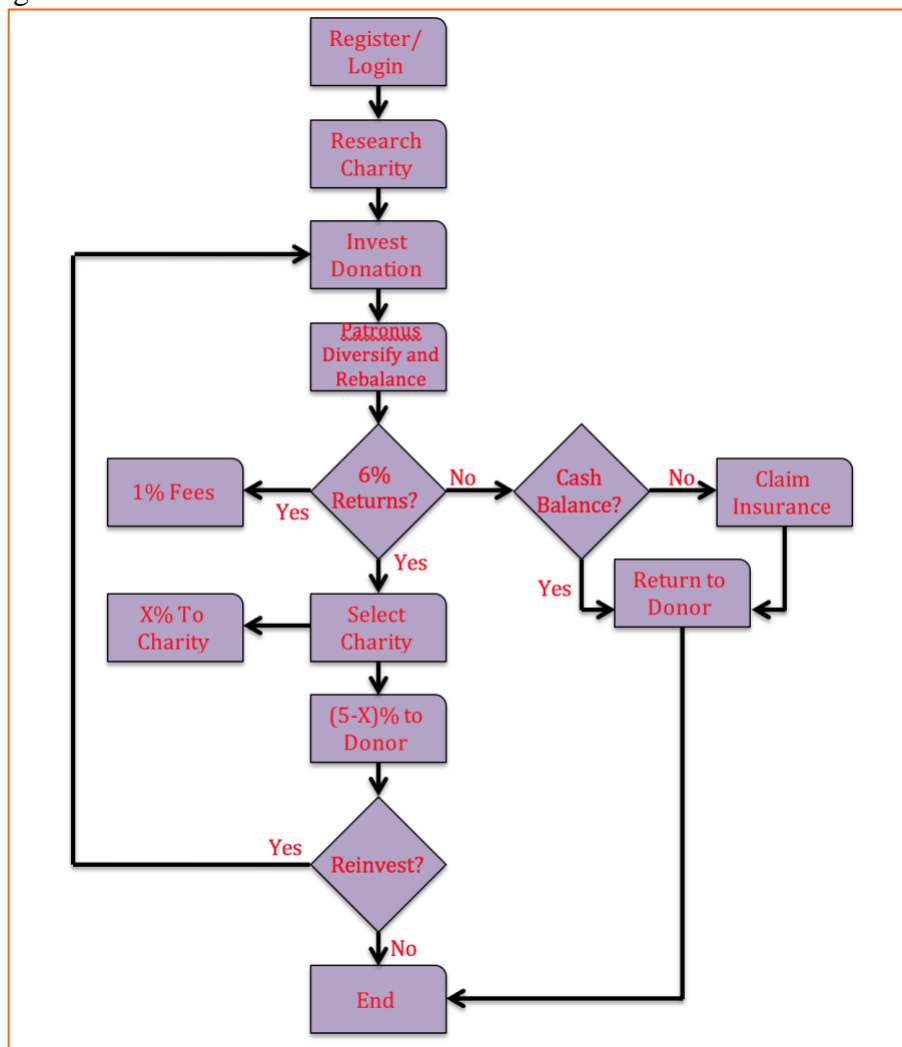 g
Register/
Login
Research
Charity
Invest
Donation
Patronus
Diversify and
Rebalance
6%
Returns?
No
Cash
Balance?
No
Claim
Insurance
1% Fees
Yes
Yes
Yes
Return to
Donor
X% To
Charity
Select
Charity
(5-X)% to
Donor
Yes
Reinvest?
No
End